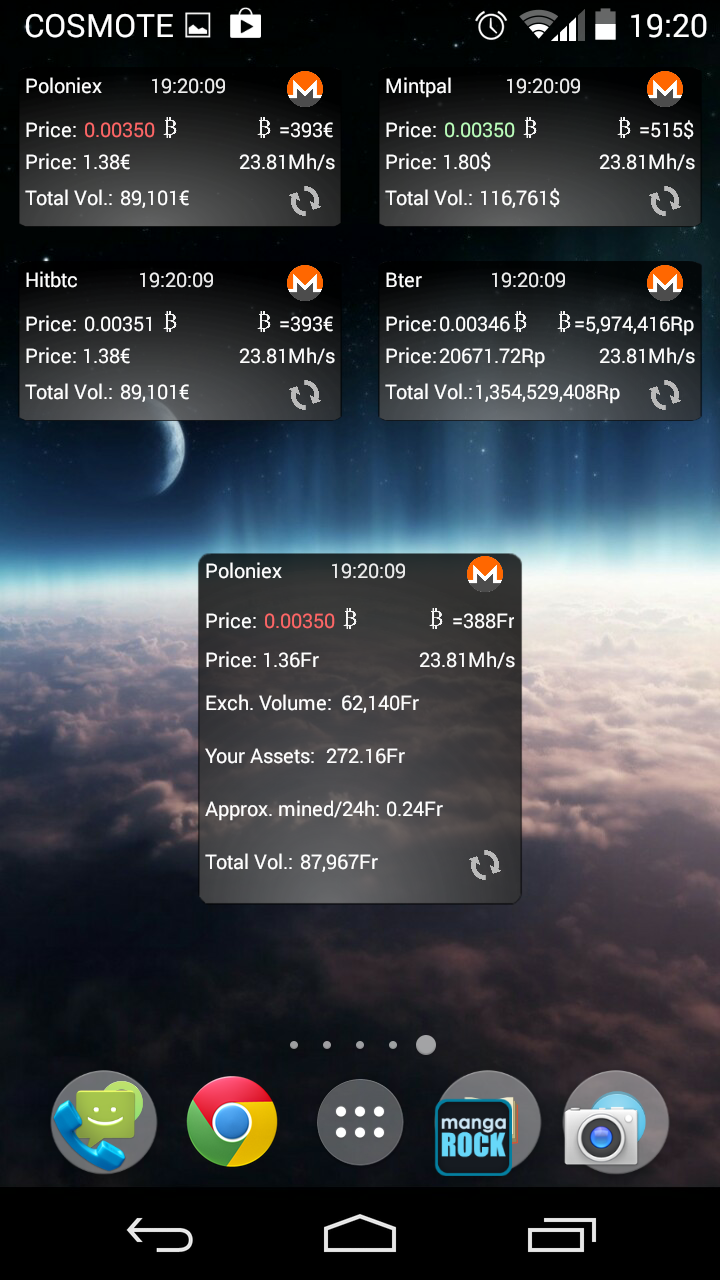 COSMOTE 19:20
Poloniex 19:20:09
Price: 0.00350 ₿ ₿ =393€
Price: 1.38€ 23.81Mh/s
Total Vol.: 89,101€
Mintpal 19:20:09
Price: 0.00350 ₿ ₿ =515$
Price: 1.80$ 23.81Mh/s
Total Vol.: 116,761$
Hitbtc 19:20:09
Price: 0.00351 ₿ ₿ =393€
Price: 1.38€ 23.81Mh/s
Total Vol.: 89,101€
Bter 19:20:09
Price:0.00346 ₿ ₿=5,974,416Rp
Price:20671.72Rp 23.81Mh/s
Total Vol.:1,354,529,408Rp
Poloniex 19:20:09
Price: 0.00350 ₿ ₿ =388Fr
Price: 1.36Fr 23.81Mh/s
Exch. Volume: 62,140Fr
Your Assets: 272.16Fr
Approx. mined/24h: 0.24Fr
Total Vol.: 87,967Fr
manga
ROCK